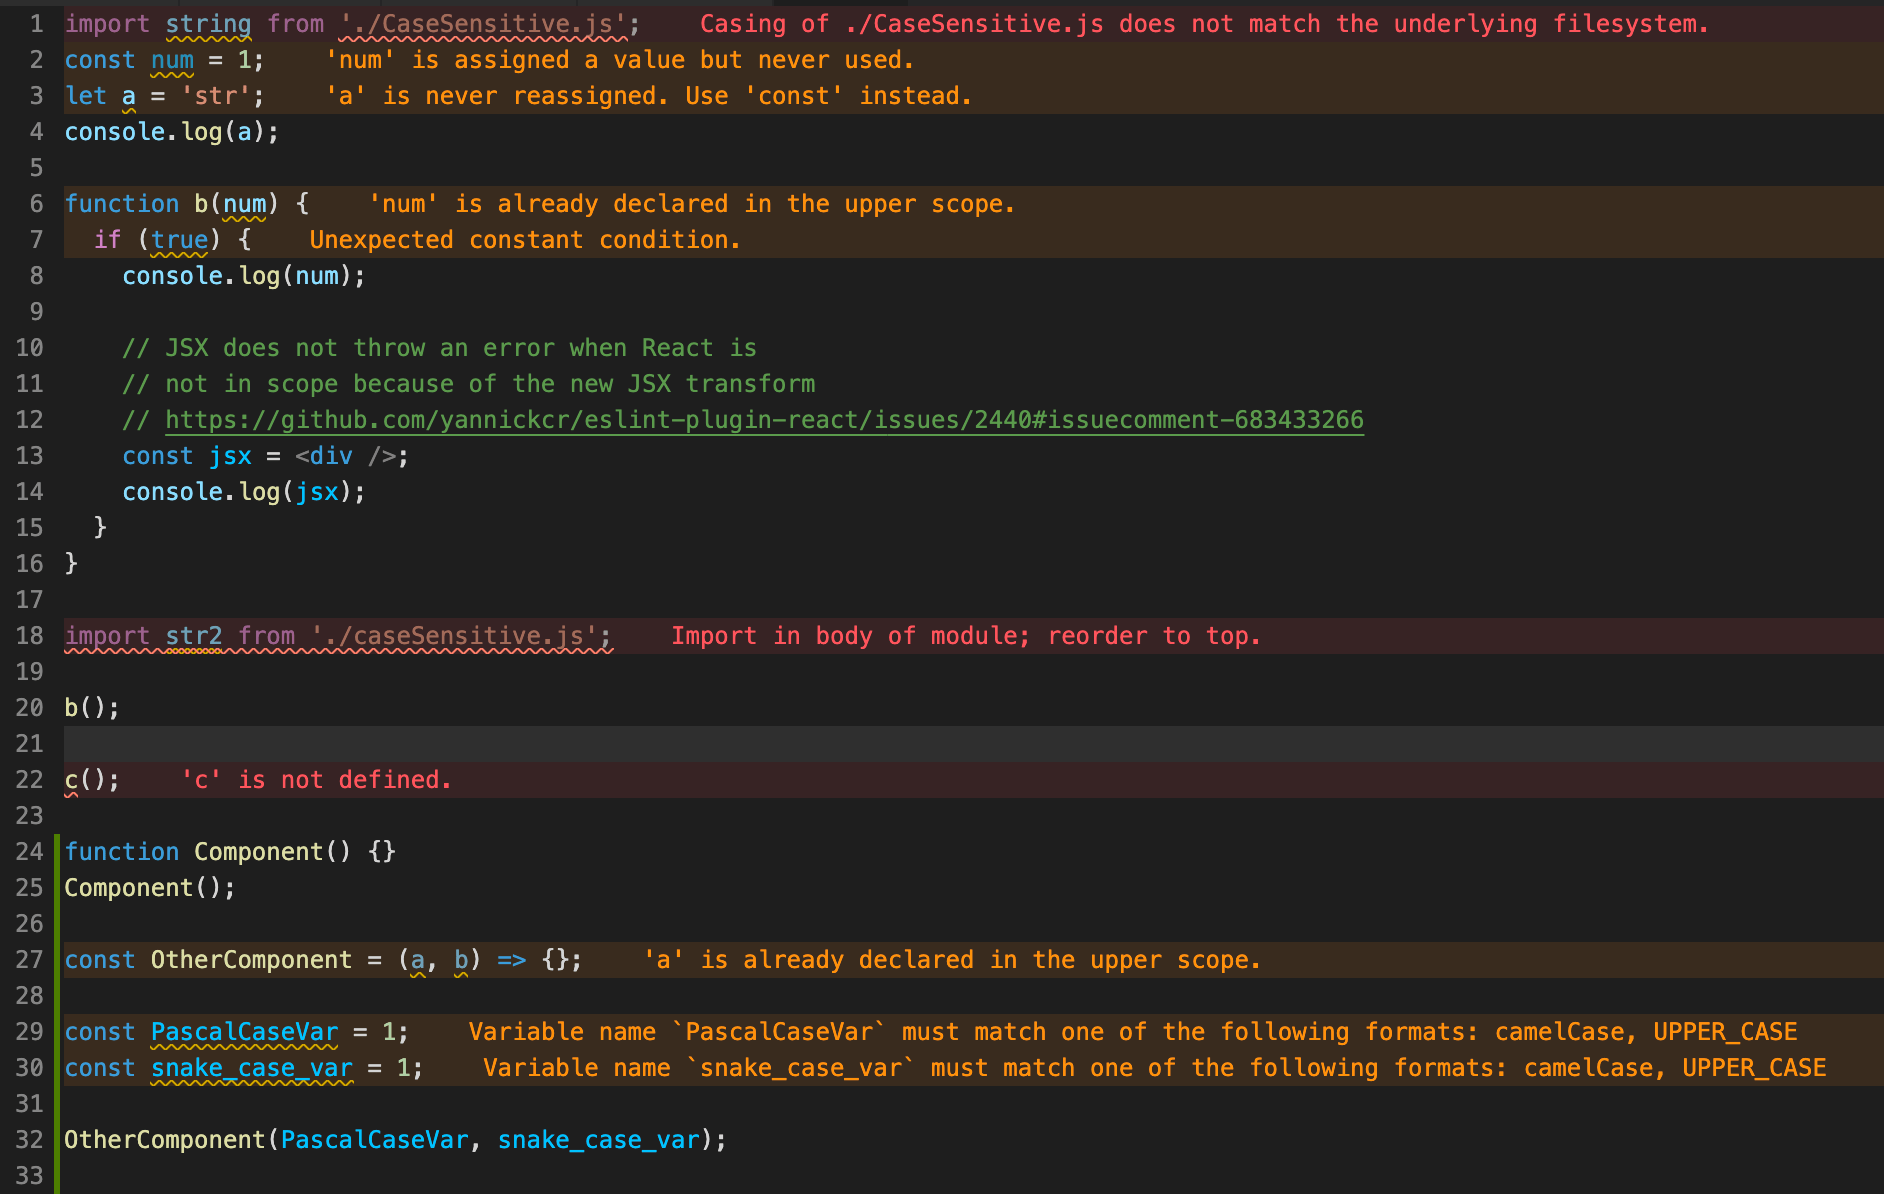 1 import string from './CaseSensitive.js'; Casing of ./CaseSensitive.js does not match the underlying filesystem.
2 const num = 1; 'num' is assigned a value but never used.
3 let a = 'str'; 'a' is never reassigned. Use 'const' instead.
4 console.log(a);
5
6 function b(num) { 'num' is already declared in the upper scope.
7 if (true) { Unexpected constant condition.
8 console.log(num);
9
10 // JSX does not throw an error when React is
11 // not in scope because of the new JSX transform
12 // https://github.com/yannickcr/eslint-plugin-react/issues/2440#issuecomment-683433266
13 const jsx = <div />;
14 console.log(jsx);
15 }
16 }
17
18 import str2 from './caseSensitive.js'; Import in body of module; reorder to top.
19
20 b();
21
22 c(); 'c' is not defined.
23
24 function Component() {}
25 Component();
26
27 const OtherComponent = (a, b) => {}; 'a' is already declared in the upper scope.
28
29 const PascalCaseVar = 1; Variable name `PascalCaseVar` must match one of the following formats: camelCase, UPPER_CASE
30 const snake_case_var = 1; Variable name `snake_case_var` must match one of the following formats: camelCase, UPPER_CASE
31
32 OtherComponent(PascalCaseVar, snake_case_var);
33